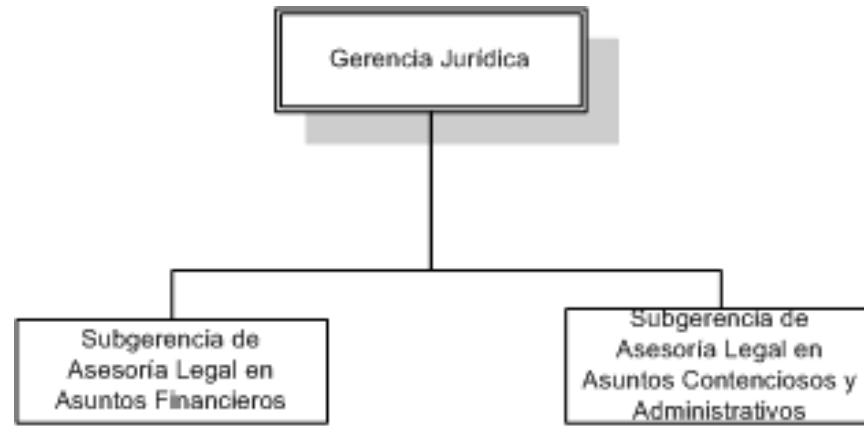 Gerencia Jurídica
Subgerencia de
Asesoría Legal en
Asuntos Financieros
Subgerencia de
Asesoría Legal en
Asuntos Contenciosos y
Administrativos